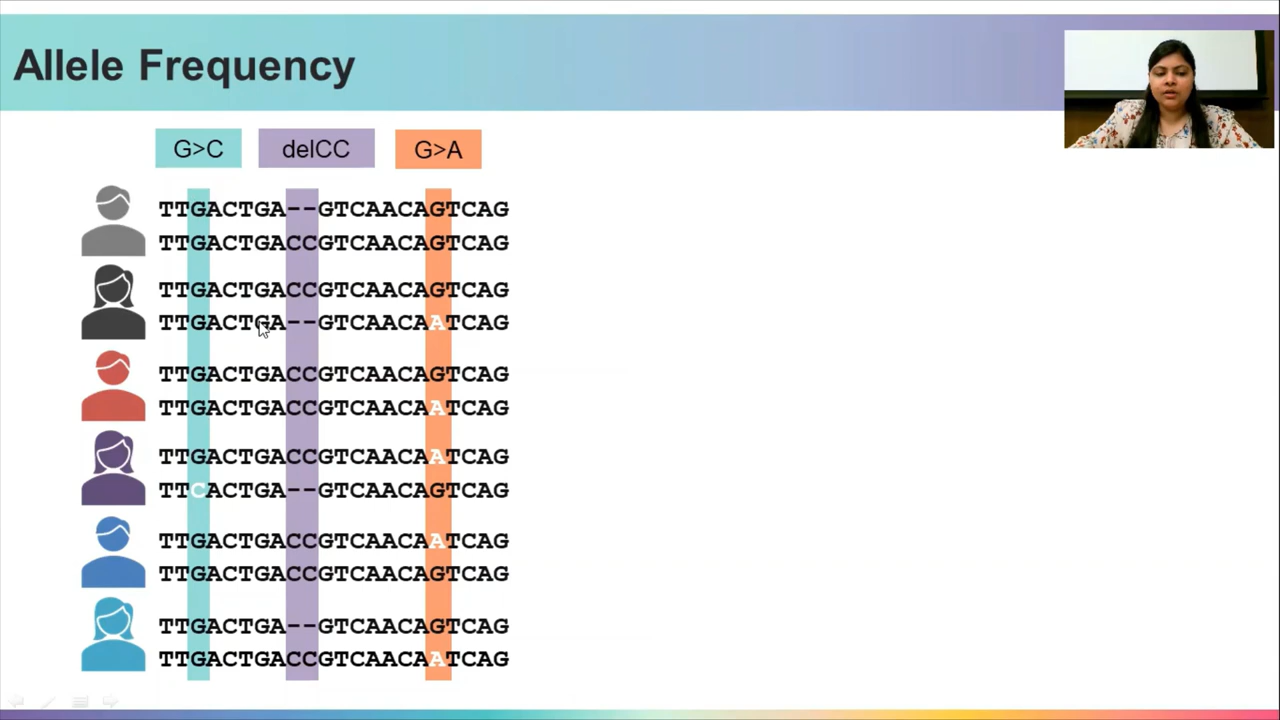 Allele Frequency
G>C delCC G>A
TTGACTGA--GTCAACAGTCAG
TTGACTGACCGTCAACAGTCAG
TTGACTGACCGTCAACAGTCAG
TTGACTGA--GTCAACAATCAG
TTGACTGACCGTCAACAGTCAG
TTGACTGACCGTCAACAATCAG
TTGACTGACCGTCAACAATCAG
TTCACTGA--GTCAACAGTCAG
TTGACTGACCGTCAACAATCAG
TTGACTGACCGTCAACAGTCAG
TTGACTGA--GTCAACAGTCAG
TTGACTGACCGTCAACAATCAG